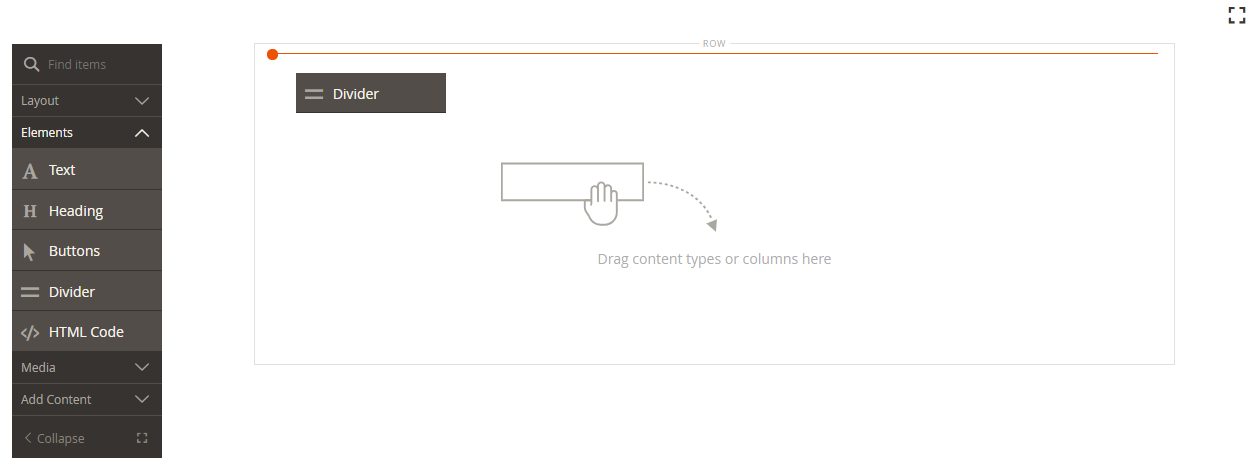 ROW
Find items
Layout
Elements
Text
Heading
Buttons
Divider
HTML Code
Media
Add Content
Collapse
Divider
Drag content types or columns here